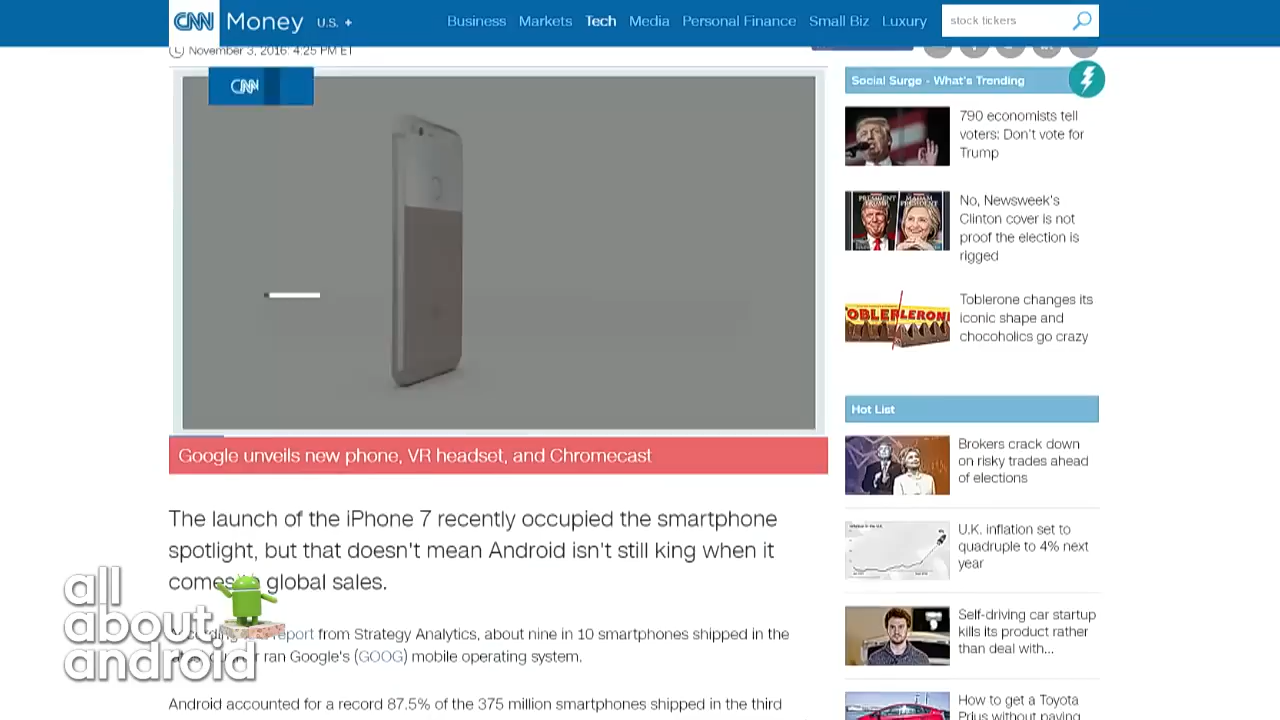 CNN Money U.S. +
Business Markets Tech Media Personal Finance Small Biz Luxury
stock tickers
November 3, 2016: 4:25 PM ET
CNN
Google unveils new phone, VR headset, and Chromecast
The launch of the iPhone 7 recently occupied the smartphone
spotlight, but that doesn't mean Android isn't still king when it
comes global sales.
report from Strategy Analytics, about nine in 10 smartphones shipped in the
ran Google's (GOOG) mobile operating system.
Android accounted for a record 87.5% of the 375 million smartphones shipped in the third
all
about
android
Social Surge - What's Trending
790 economists tell
voters: Don't vote for
Trump
PRESIDENT
TRUMP
MADAM
PRESIDENT
No, Newsweek's
Clinton cover is not
proof the election is
rigged
Toblerone changes its
iconic shape and
chocoholics go crazy
Hot List
Brokers crack down
on risky trades ahead
of elections
U.K. inflation set to
quadruple to 4% next
year
Self-driving car startup
kills its product rather
than deal with...
How to get a Toyota
Prius without paying